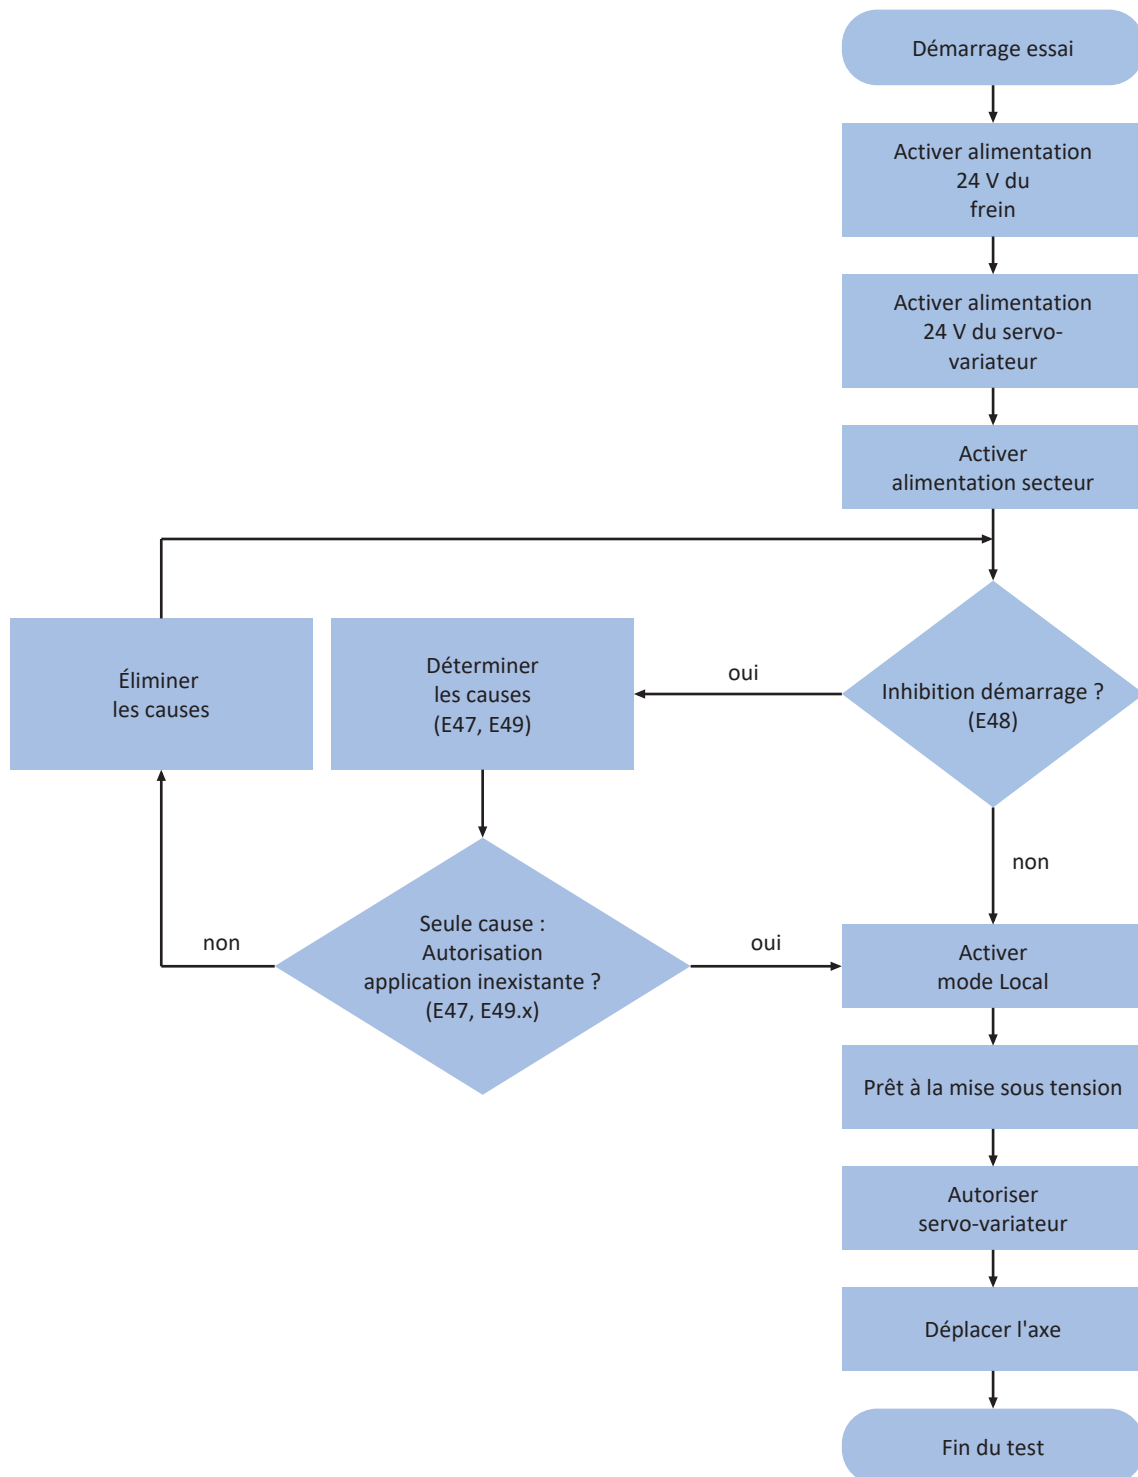 Démarrage essai
Activer alimentation
24 V du
frein
Activer alimentation
24 V du servo-
variateur
Activer
alimentation secteur
Inhibition démarrage ?
(E48)
oui
Déterminer
les causes
(E47, E49)
Éliminer
les causes
non
Seule cause :
Autorisation
application inexistante ?
(E47, E49.x)
non
oui
Activer
mode Local
Prêt à la mise sous tension
Autoriser
servo-variateur
Déplacer l'axe
Fin du test